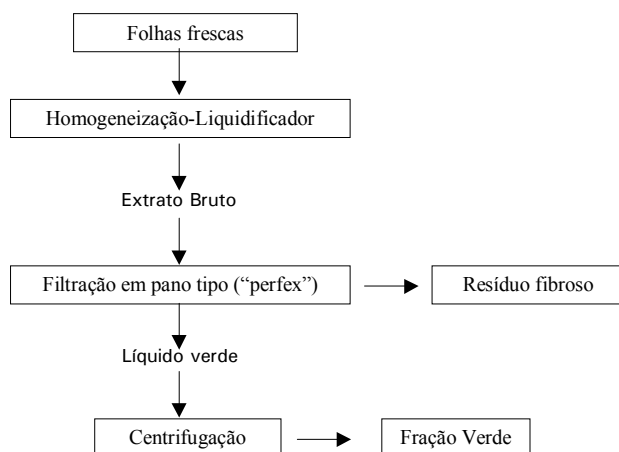 Folhas frescas
Homogeneização-Liquidificador
Extrato Bruto
Filtração em pano tipo (“perfex”)
Resíduo fibroso
Líquido verde
Centrifugação
Fração Verde